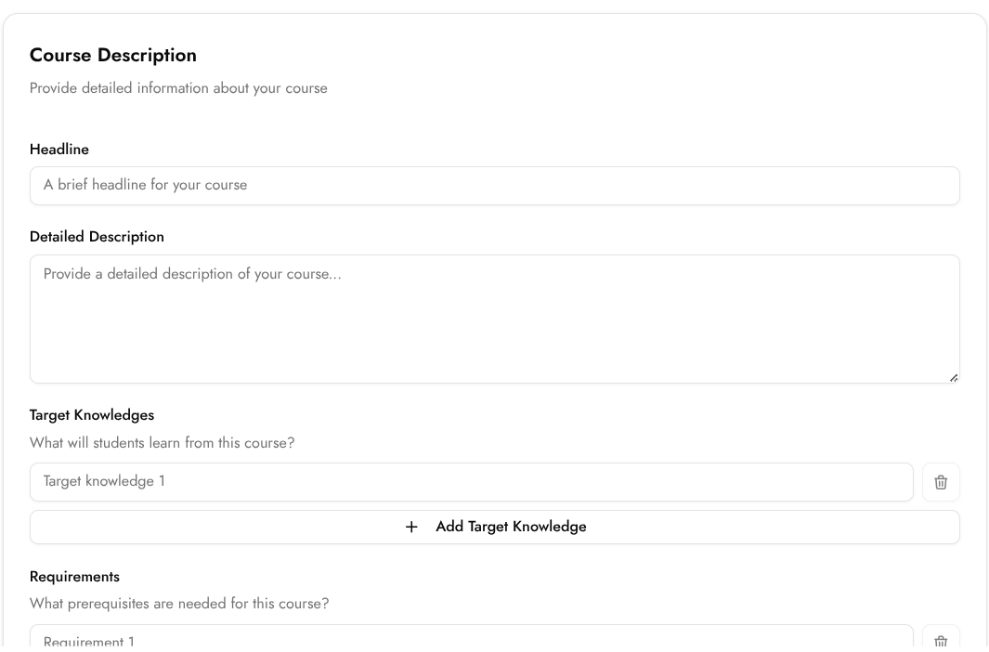 Course Description
Provide detailed information about your course
Headline
A brief headline for your course
Detailed Description
Provide a detailed description of your course...
Target Knowledges
What will students learn from this course?
Target knowledge 1
+ Add Target Knowledge
Requirements
What prerequisites are needed for this course?
Requirement 1